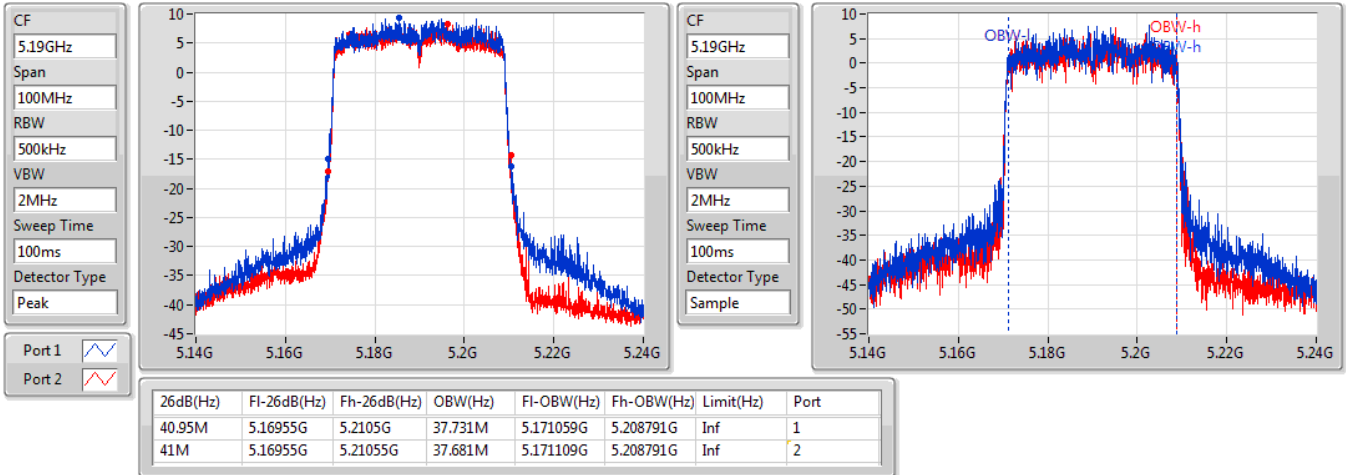 CF
5.19GHz
Span
100MHz
RBW
500kHz
VBW
2MHz
Sweep Time
100ms
Detector Type
Peak
10
5
0
-5
-10
-15
-20
-25
-30
-35
-40
-45
5.14G 5.16G 5.18G 5.2G 5.22G 5.24G
CF
5.19GHz
Span
100MHz
RBW
500kHz
VBW
2MHz
Sweep Time
100ms
Detector Type
Sample
10
5
0
-5
-10
-15
-20
-25
-30
-35
-40
-45
-50
-55
OBW-l
OBW-h
OBW-h
5.14G 5.16G 5.18G 5.2G 5.22G 5.24G
Port 1
Port 2
26dB(Hz) Fl-26dB(Hz) Fh-26dB(Hz) OBW(Hz) Fl-OBW(Hz) Fh-OBW(Hz) Limit(Hz) Port
40.95M 5.16955G 5.2105G 37.731M 5.171059G 5.208791G Inf 1
41M 5.16955G 5.21055G 37.681M 5.171109G 5.208791G Inf 2